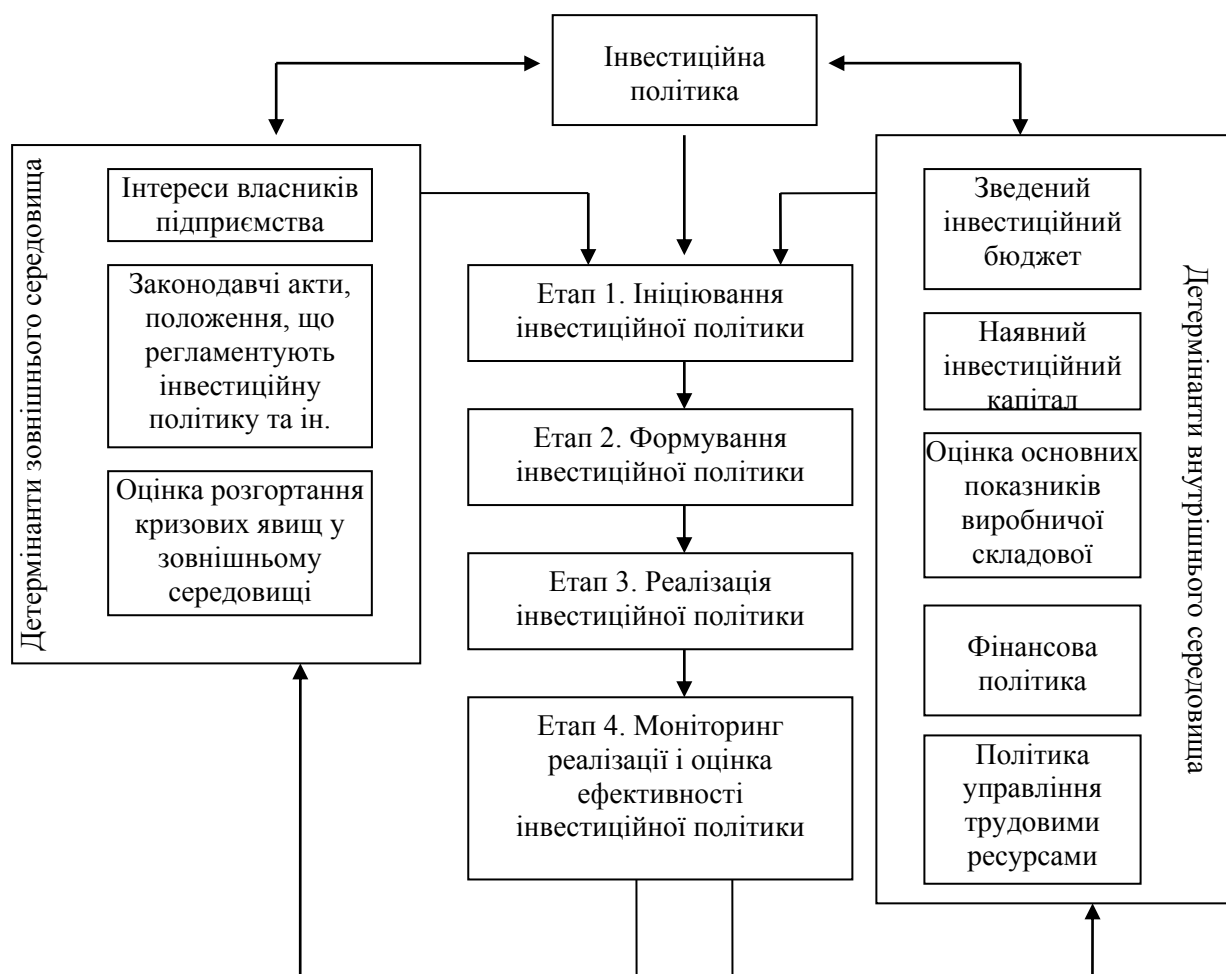 Інвестиційна
політика
Детермінанти зовнішнього середовища
Інтереси власників
підприємства
Законодавчі акти,
положення, що
регламентують
інвестиційну
політику та ін.
Оцінка розгортання
кризових явищ у
зовнішньому
середовищі
Етап 1. Ініціювання
інвестиційної політики
Етап 2. Формування
інвестиційної політики
Етап 3. Реалізація
інвестиційної політики
Етап 4. Моніторинг
реалізації і оцінка
ефективності
інвестиційної політики
Зведений
інвестиційний
бюджет
Наявний
інвестиційний
капітал
Оцінка основних
показників
виробничої
складової
Фінансова
політика
Політика
управління
трудовими
ресурсами
Детермінанти внутрішнього середовища